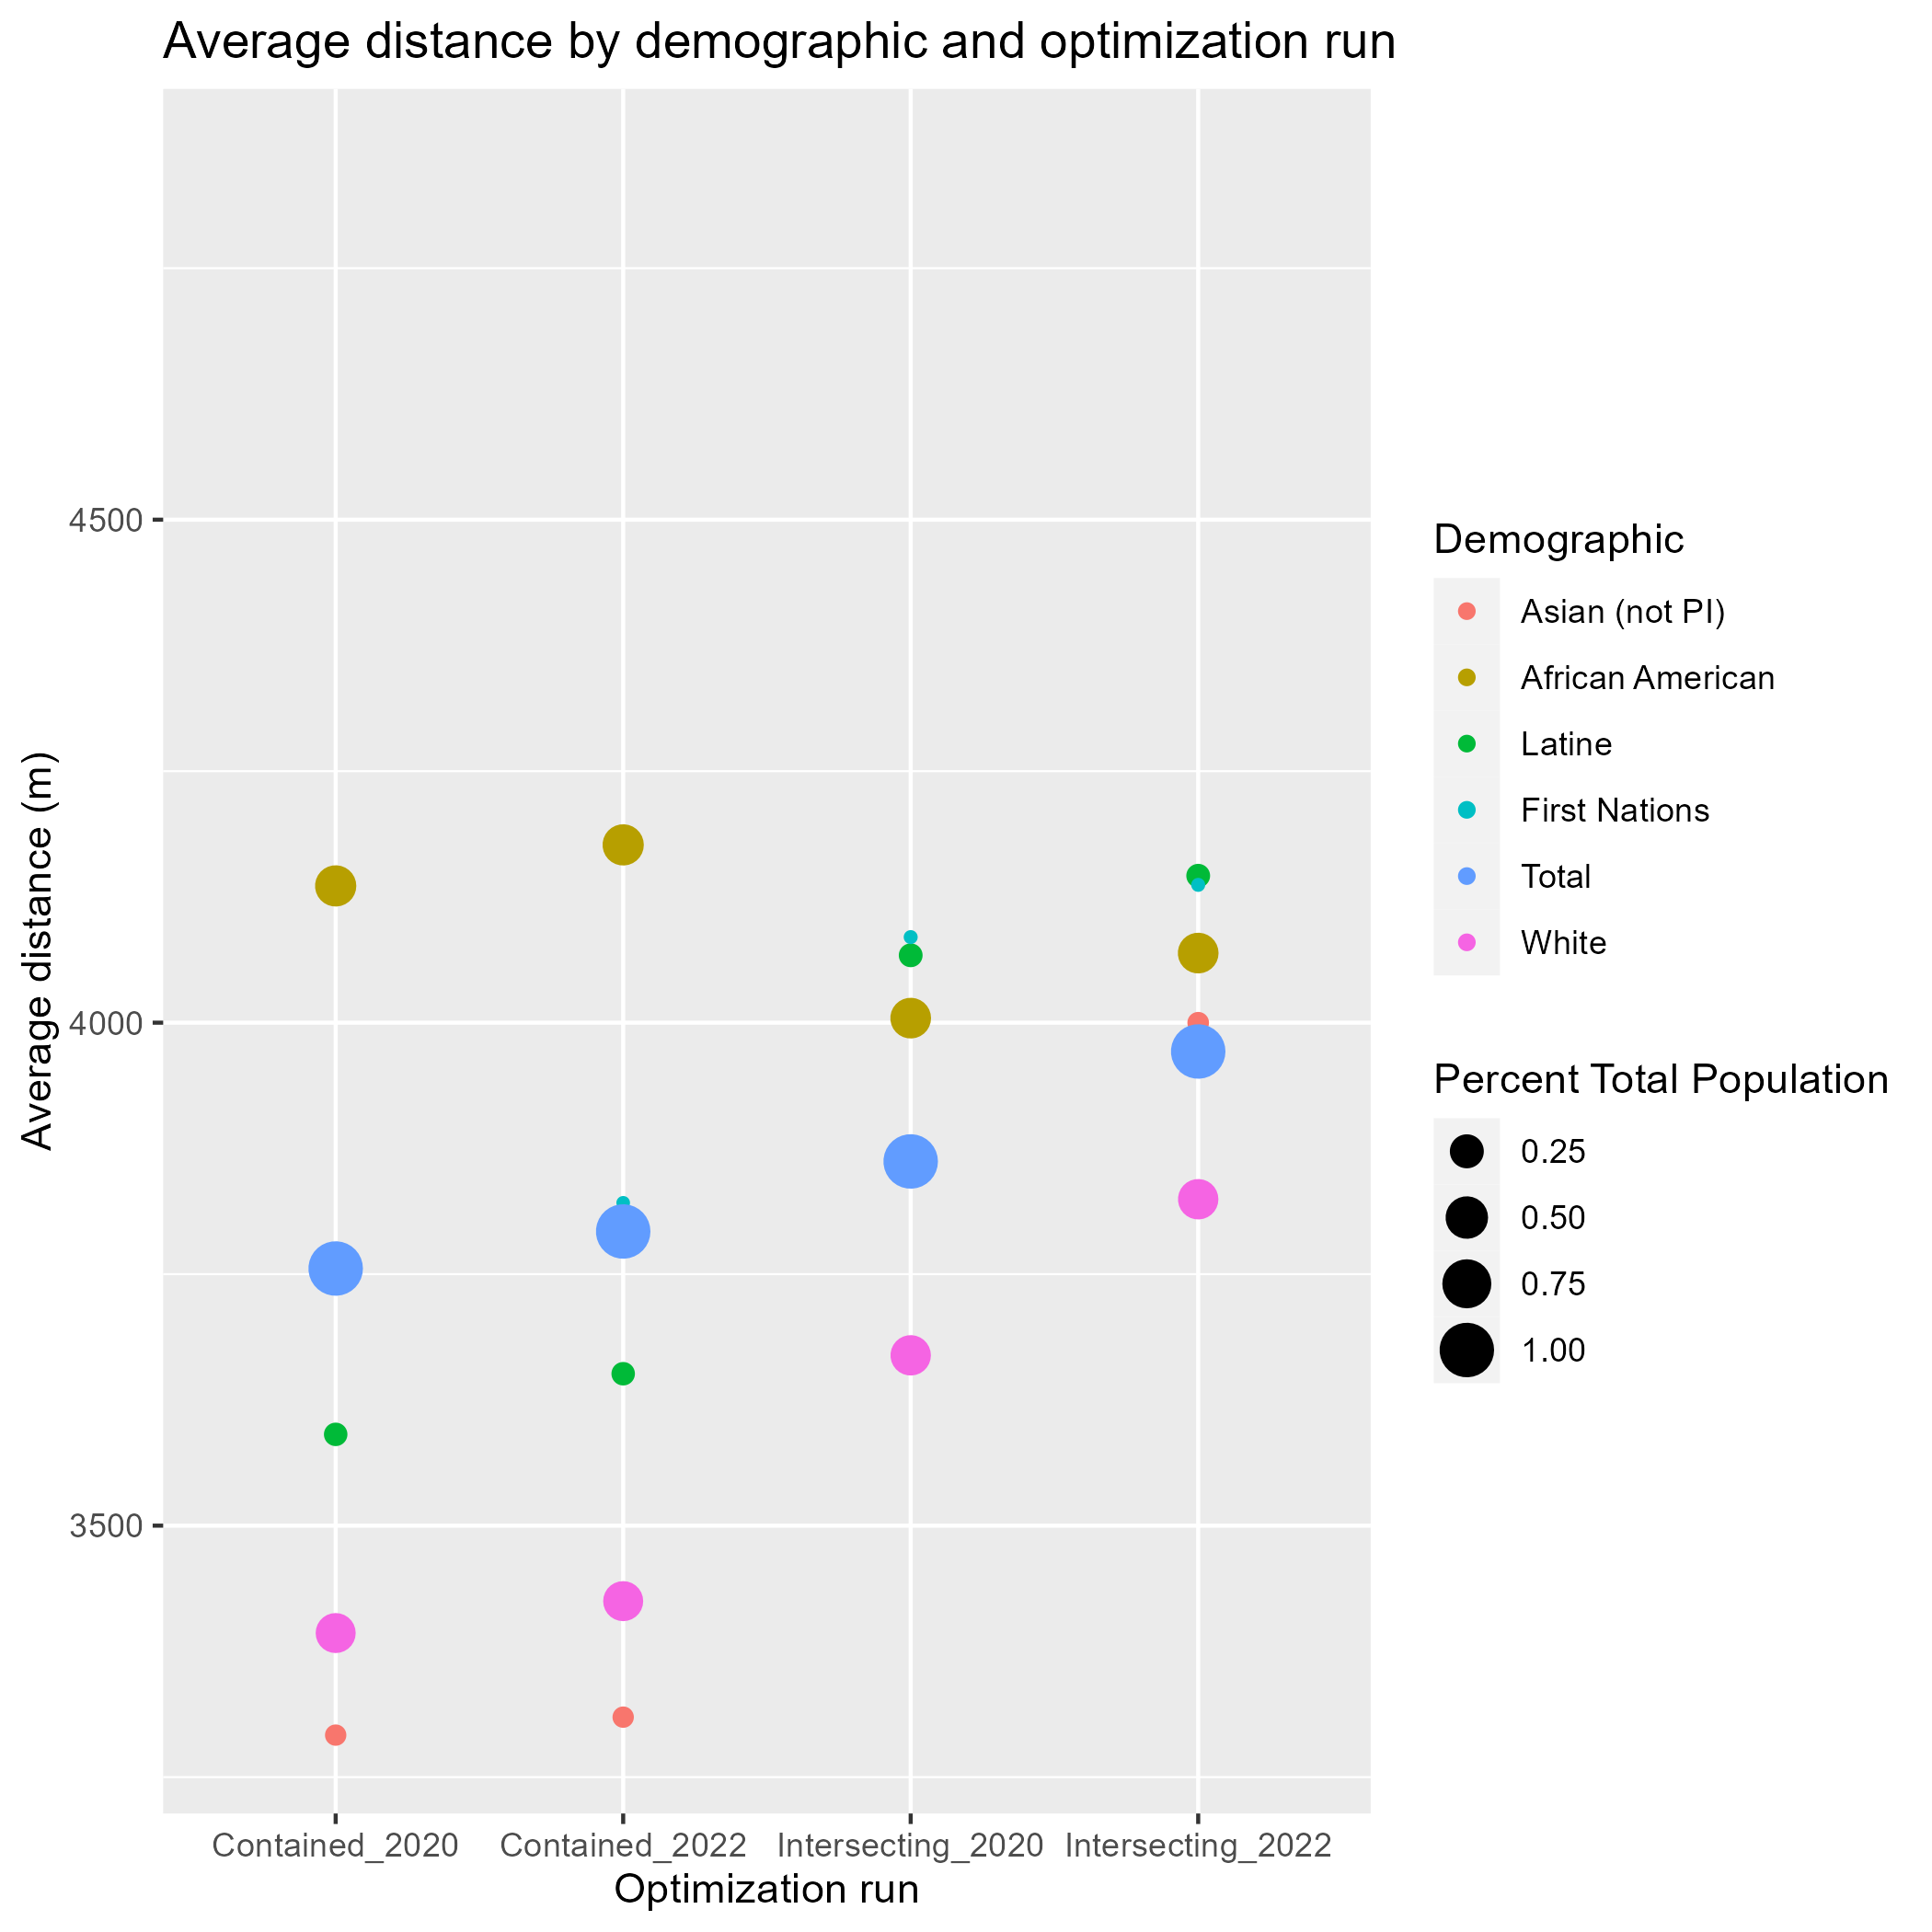 Average distance by demographic and optimization run
Average distance (m)
4500
4000
3500
Contained_2020
Contained_2022
Intersecting_2020
Intersecting_2022
Optimization run
Demographic
Asian (not PI)
African American
Latine
First Nations
Total
White
Percent Total Population
0.25
0.50
0.75
1.00